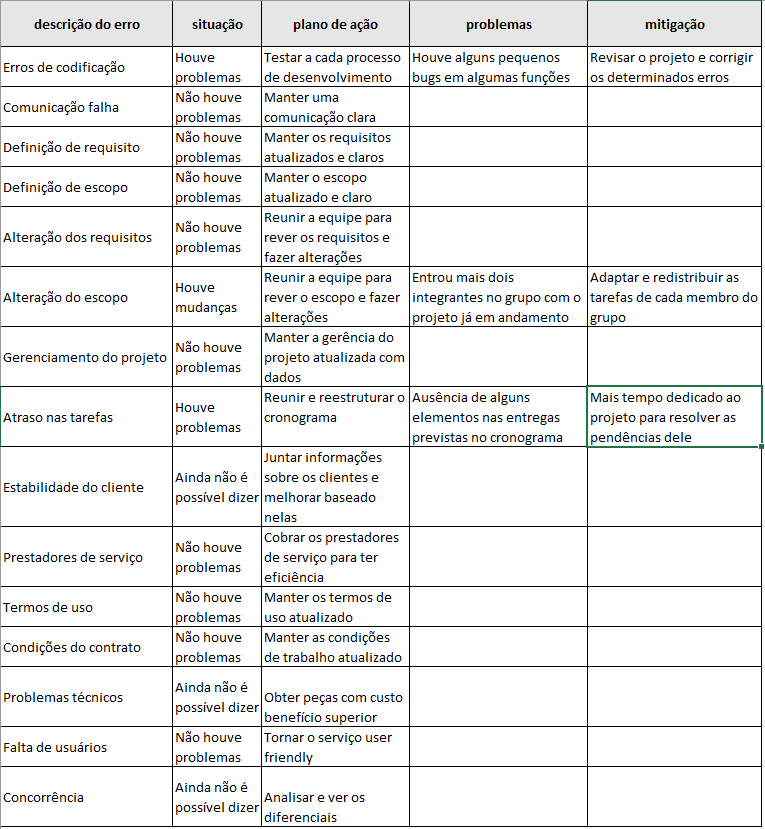 descrição do erro situação plano de ação problemas mitigação
Erros de codificação
Houve
problemas
Testar a cada processo
de desenvolvimento
Houve alguns pequenos
bugs em algumas funções
Revisar o projeto e corrigir
os determinados erros
Comunicação falha
Não houve
problemas
Manter uma
comunicação clara
Definição de requisito
Não houve
problemas
Manter os requisitos
atualizados e claros
Definição de escopo
Não houve
problemas
Manter o escopo
atualizado e claro
Alteração dos requisitos
Não houve
problemas
Reunir a equipe para
rever os requisitos e
fazer alterações
Alteração do escopo
Houve
mudanças
Reunir a equipe para
rever o escopo e fazer
alterações
Entrou mais dois
integrantes no grupo com o
projeto já em andamento
Adaptar e redistribuir as
tarefas de cada membro do
grupo
Gerenciamento do projeto
Não houve
problemas
Manter a gerência do
projeto atualizada com
dados
Atraso nas tarefas
Houve
problemas
Reunir e reestruturar o
cronograma
Ausência de alguns
elementos nas entregas
previstas no cronograma
Mais tempo dedicado ao
projeto para resolver as
pendências dele
Estabilidade do cliente
Ainda não é
possível dizer
Juntar informações
sobre os clientes e
melhorar baseado
nelas
Prestadores de serviço
Não houve
problemas
Cobrar os prestadores
de serviço para ter
eficiência
Termos de uso
Não houve
problemas
Manter os termos de
uso atualizado
Condições do contrato
Não houve
problemas
Manter as condições
de trabalho atualizado
Problemas técnicos
Ainda não é
possível dizer
Obter peças com custo
benefício superior
Falta de usuários
Não houve
problemas
Tornar o serviço user
friendly
Concorrência
Ainda não é
possível dizer
Analisar e ver os
diferenciais